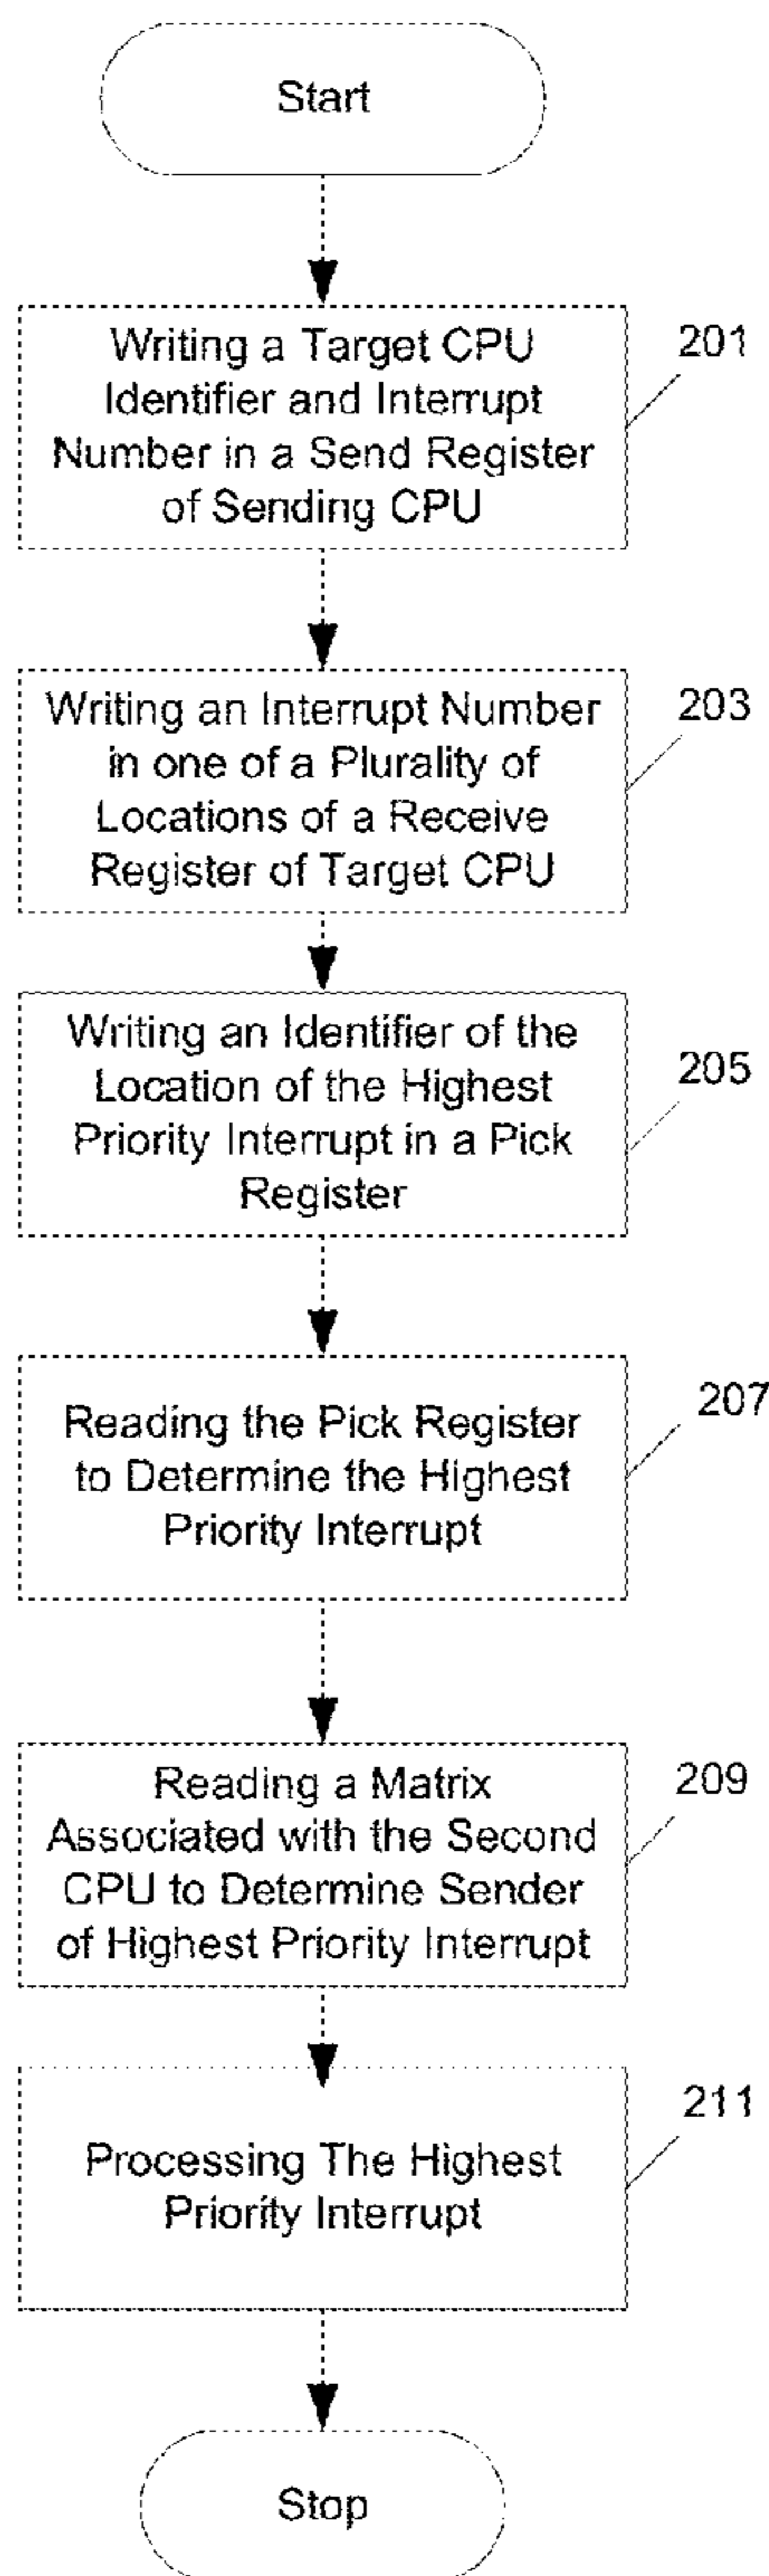 Start
Writing a Target CPU
Identifier and Interrupt
Number in a Send Register
of Sending CPU
201
Writing an Interrupt Number
in one of a Plurality of
Locations of a Receive
Register of Target CPU
203
Writing an Identifier of the
Location of the Highest
Priority Interrupt in a Pick
Register
205
Reading the Pick Register
to Determine the Highest
Priority Interrupt
207
Reading a Matrix
Associated with the Second
CPU to Determine Sender
of Highest Priority Interrupt
209
Processing The Highest
Priority Interrupt
211
Stop